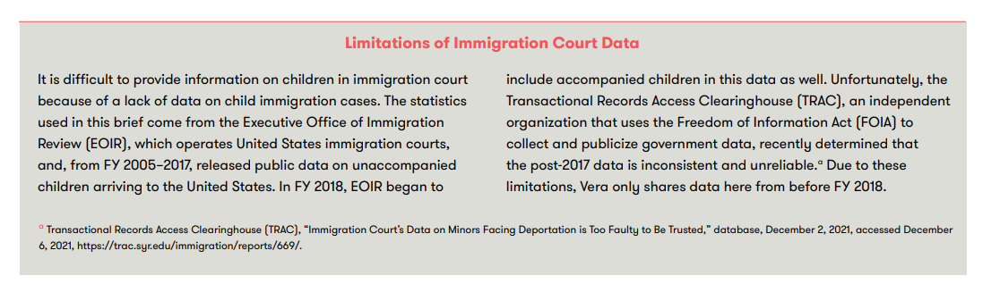 Limitations of Immigration Court Data
It is difficult to provide information on children in immigration court
because of a lack of data on child immigration cases. The statistics
used in this brief come from the Executive Office of Immigration
Review (EOIR), which operates United States immigration courts,
and, from FY 2005–2017, released public data on unaccompanied
children arriving to the United States. In FY 2018, EOIR began to
include accompanied children in this data as well. Unfortunately, the
Transactional Records Access Clearinghouse (TRAC), an independent
organization that uses the Freedom of Information Act (FOIA) to
collect and publicize government data, recently determined that
the post-2017 data is inconsistent and unreliable.ᵃ Due to these
limitations, Vera only shares data here from before FY 2018.
ᵃ Transactional Records Access Clearinghouse (TRAC), “Immigration Court’s Data on Minors Facing Deportation is Too Faulty to Be Trusted,” database, December 2, 2021, accessed December
6, 2021, https://trac.syr.edu/immigration/reports/669/.